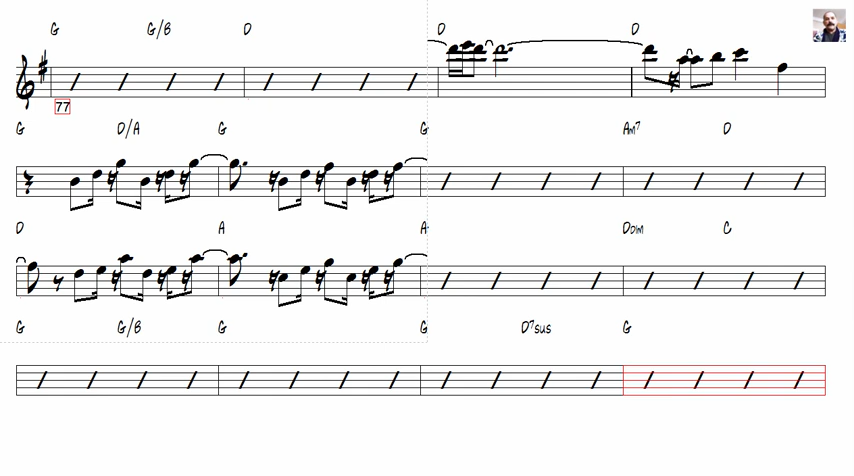 G G/B D D D
77
G D/A G G Am7 D
D A A Ddim C
G G/B G G D7sus G